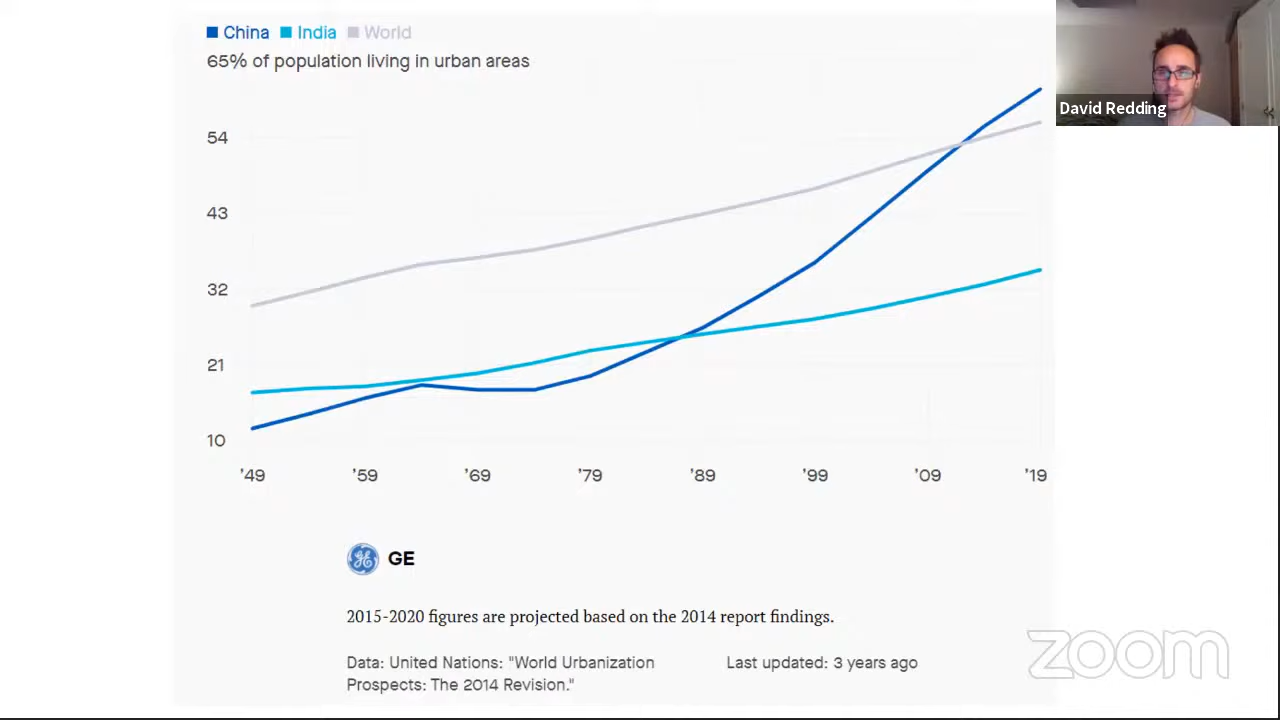 China India World
65% of population living in urban areas
David Redding
54
43
32
21
10
'49 '59 '69 '79 '89 '99 '09 '19
GE
2015-2020 figures are projected based on the 2014 report findings.
Data: United Nations: "World Urbanization
Prospects: The 2014 Revision."
Last updated: 3 years ago
zoom